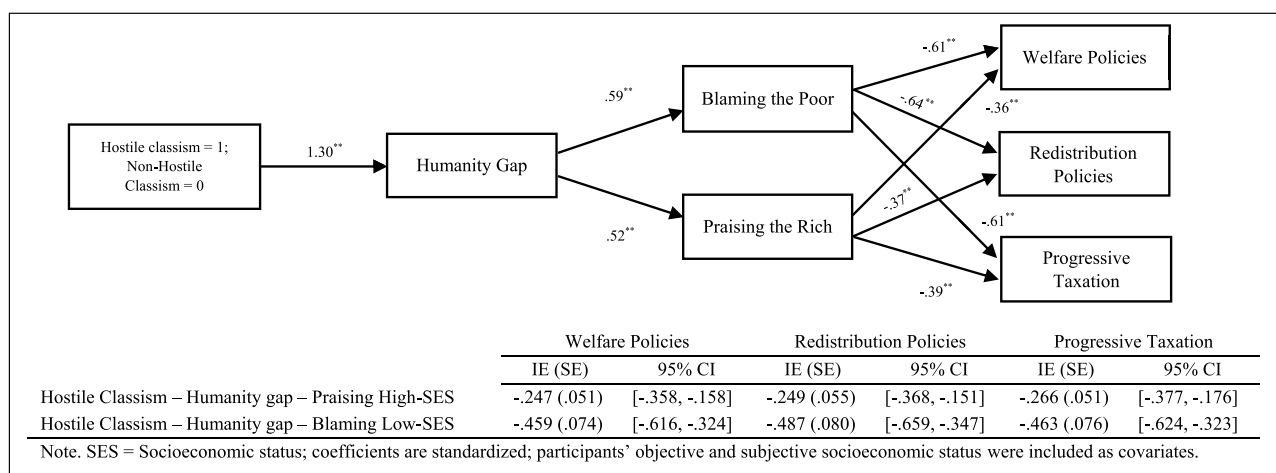 Hostile classism = 1;
Non-Hostile
Classism = 0
1.30**
Humanity Gap
.59**
.52**
Blaming the Poor
Praising the Rich
-.61**
-.64**
-.36**
-.37**
-.61**
-.39**
Welfare Policies
Redistribution
Policies
Progressive
Taxation
Welfare Policies Redistribution Policies Progressive Taxation
IE (SE) 95% CI IE (SE) 95% CI IE (SE) 95% CI
Hostile Classism – Humanity gap – Praising High-SES -.247 (.051) [-.358, -.158] -.249 (.055) [-.368, -.151] -.266 (.051) [-.377, -.176]
Hostile Classism – Humanity gap – Blaming Low-SES -.459 (.074) [-.616, -.324] -.487 (.080) [-.659, -.347] -.463 (.076) [-.624, -.323]
Note. SES = Socioeconomic status; coefficients are standardized; participants’ objective and subjective socioeconomic status were included as covariates.